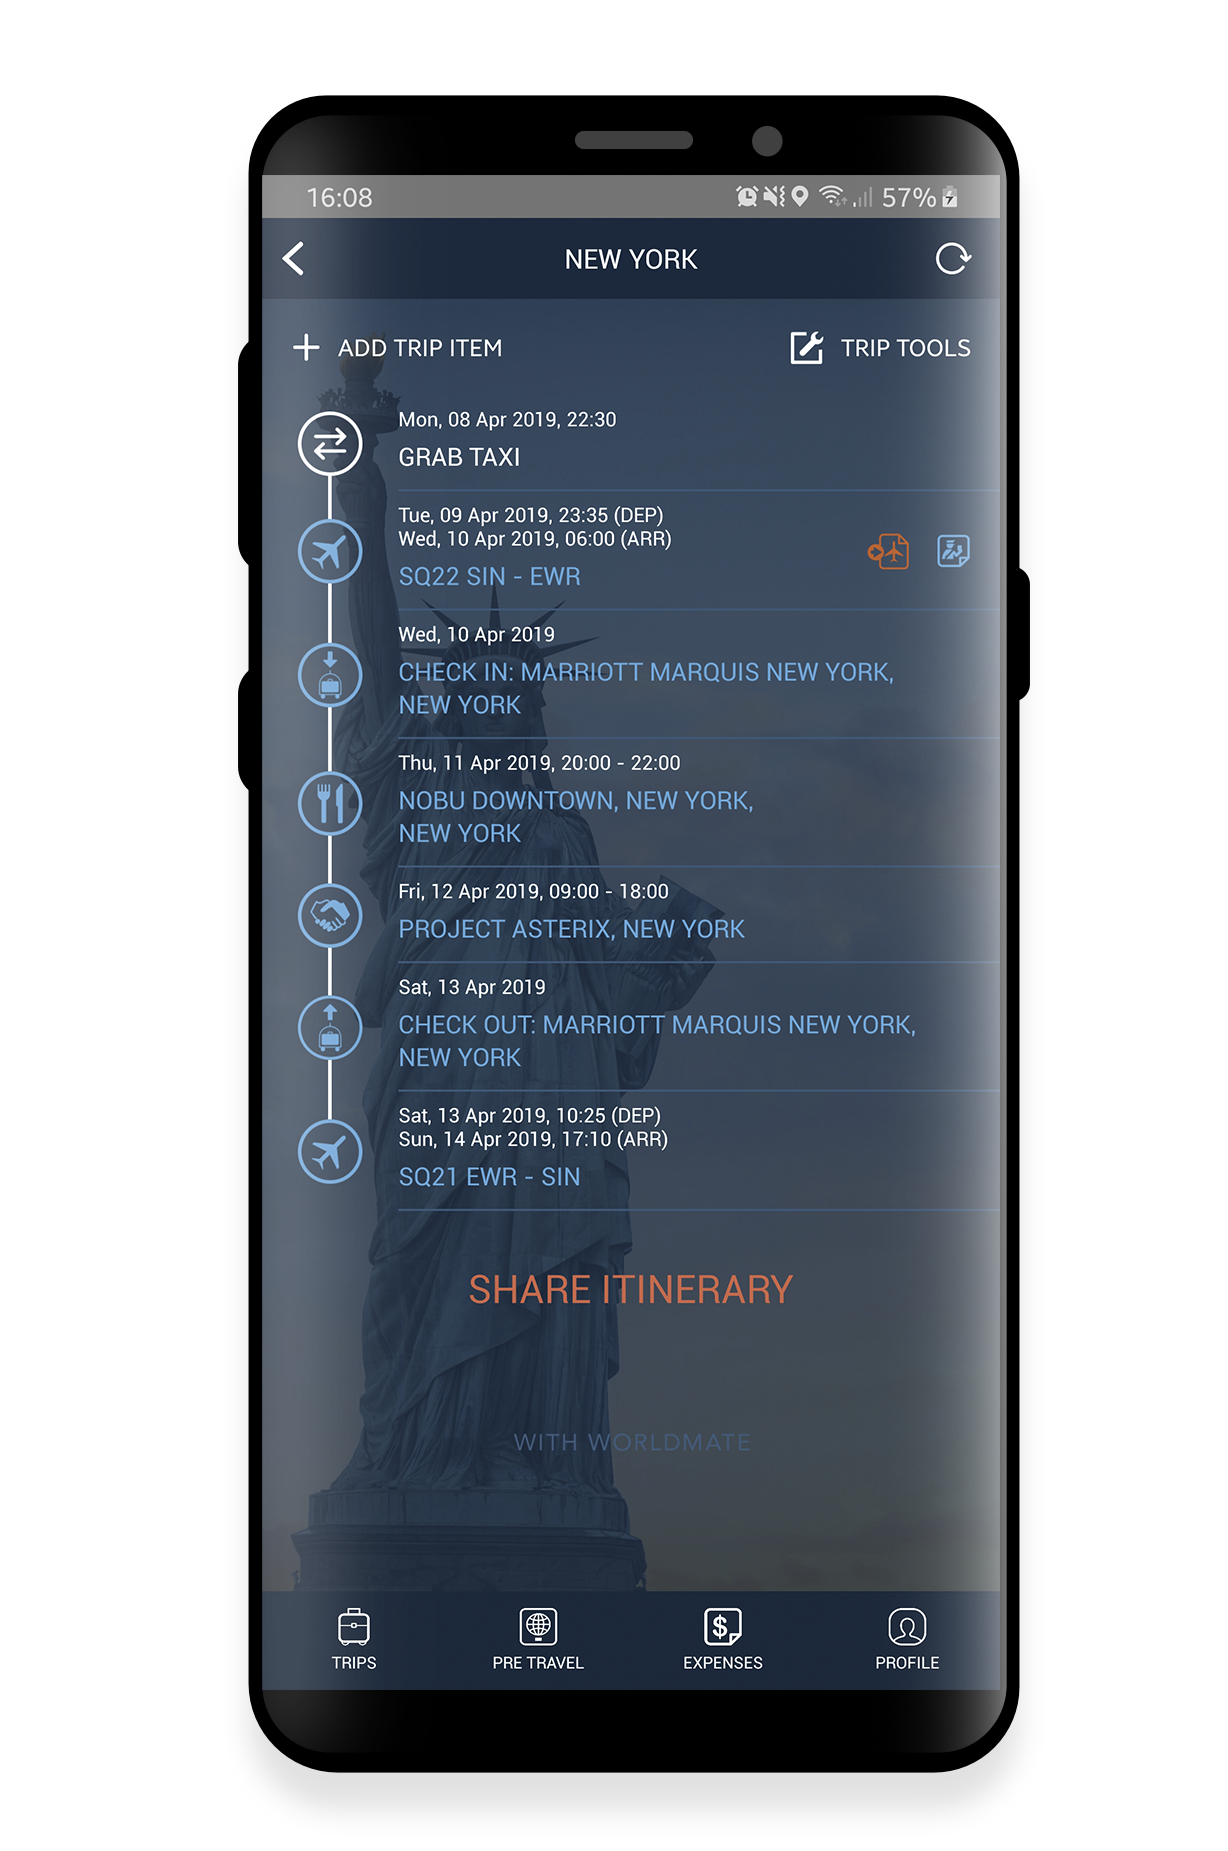 16:08 57%
NEW YORK
ADD TRIP ITEM TRIP TOOLS
Mon, 08 Apr 2019, 22:30
GRAB TAXI
Tue, 09 Apr 2019, 23:35 (DEP)
Wed, 10 Apr 2019, 06:00 (ARR)
SQ22 SIN - EWR
Wed, 10 Apr 2019
CHECK IN: MARRIOTT MARQUIS NEW YORK,
NEW YORK
Thu, 11 Apr 2019, 20:00 - 22:00
NOBU DOWNTOWN, NEW YORK,
NEW YORK
Fri, 12 Apr 2019, 09:00 - 18:00
PROJECT ASTERIX, NEW YORK
Sat, 13 Apr 2019
CHECK OUT: MARRIOTT MARQUIS NEW YORK,
NEW YORK
Sat, 13 Apr 2019, 10:25 (DEP)
Sun, 14 Apr 2019, 17:10 (ARR)
SQ21 EWR - SIN
SHARE ITINERARY
WITH WORLDMATE
TRIPS PRE TRAVEL EXPENSES PROFILE